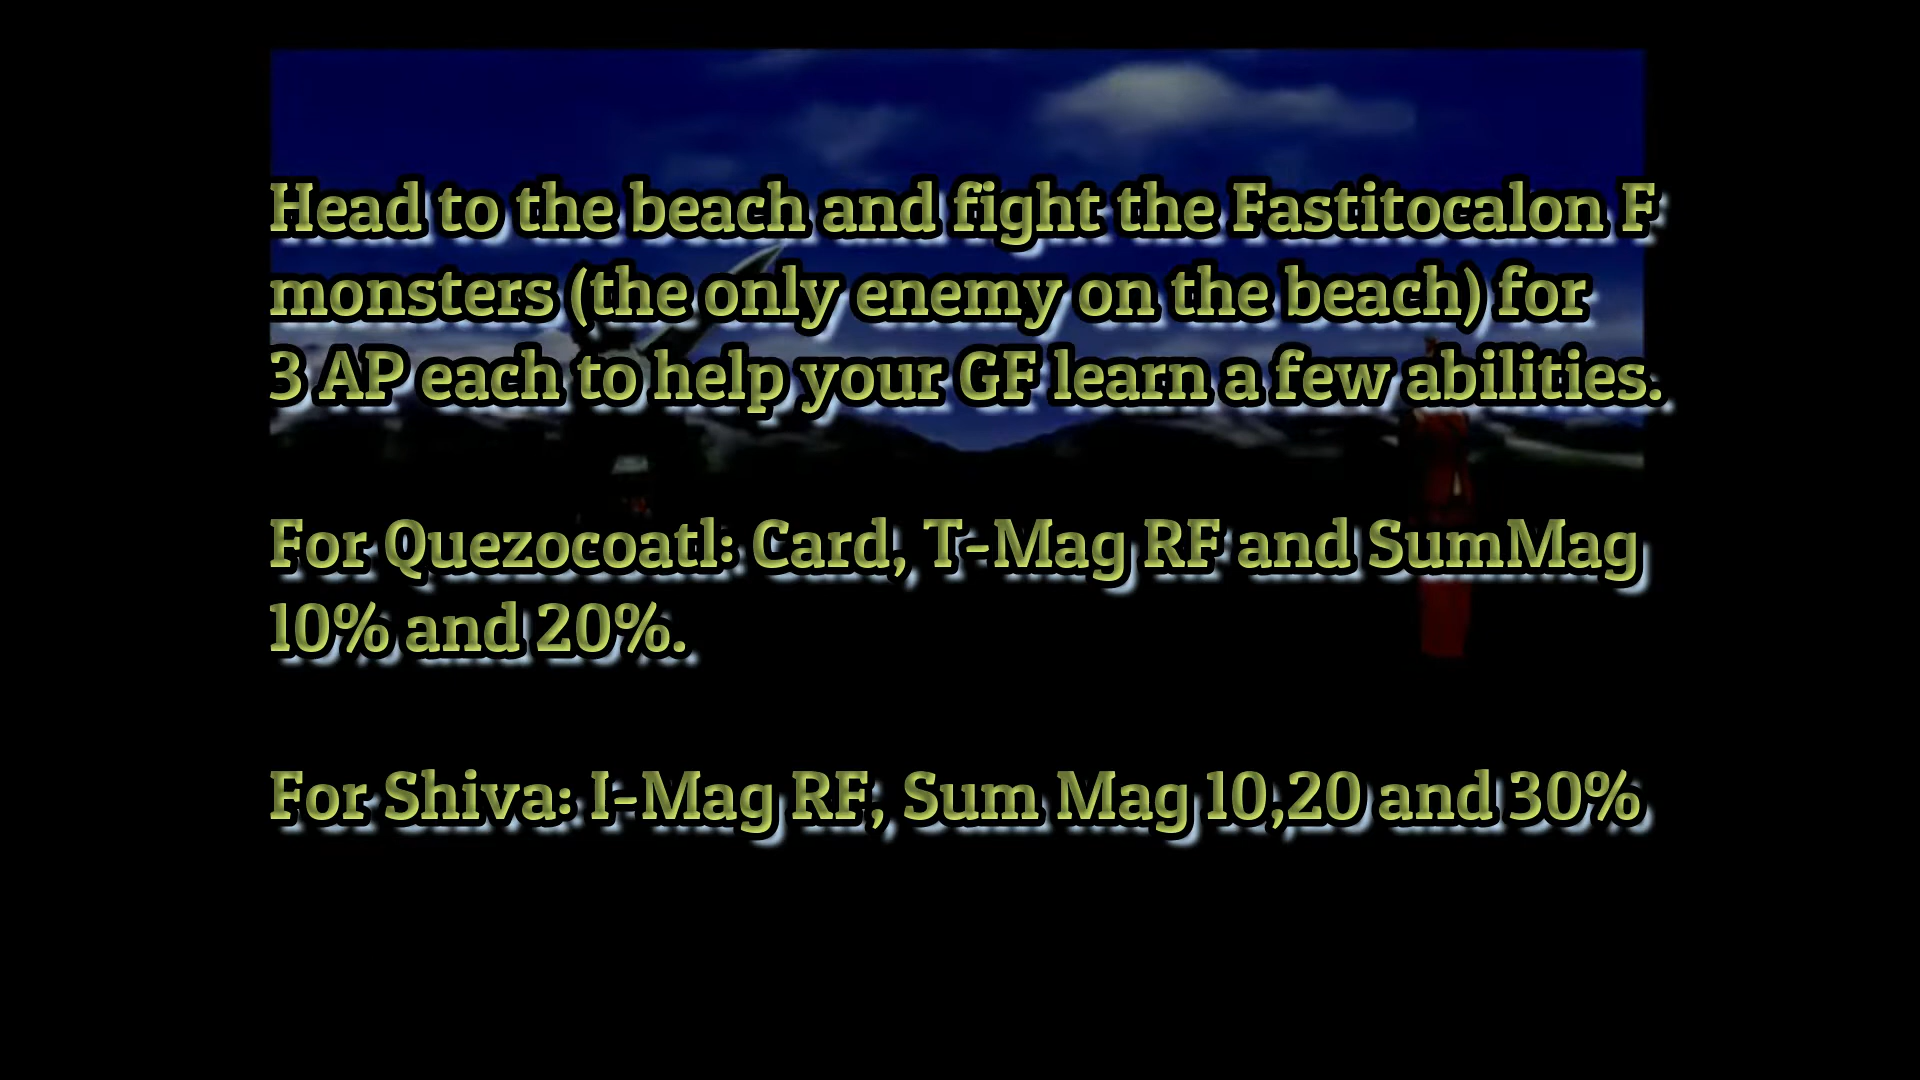 Head to the beach and fight the Fastitocalon F
monsters (the only enemy on the beach) for
3 AP each to help your GF learn a few abilities.
For Quezocoatl: Card, T-Mag RF and SumMag
10% and 20%.
For Shiva: I-Mag RF, Sum Mag 10,20 and 30%